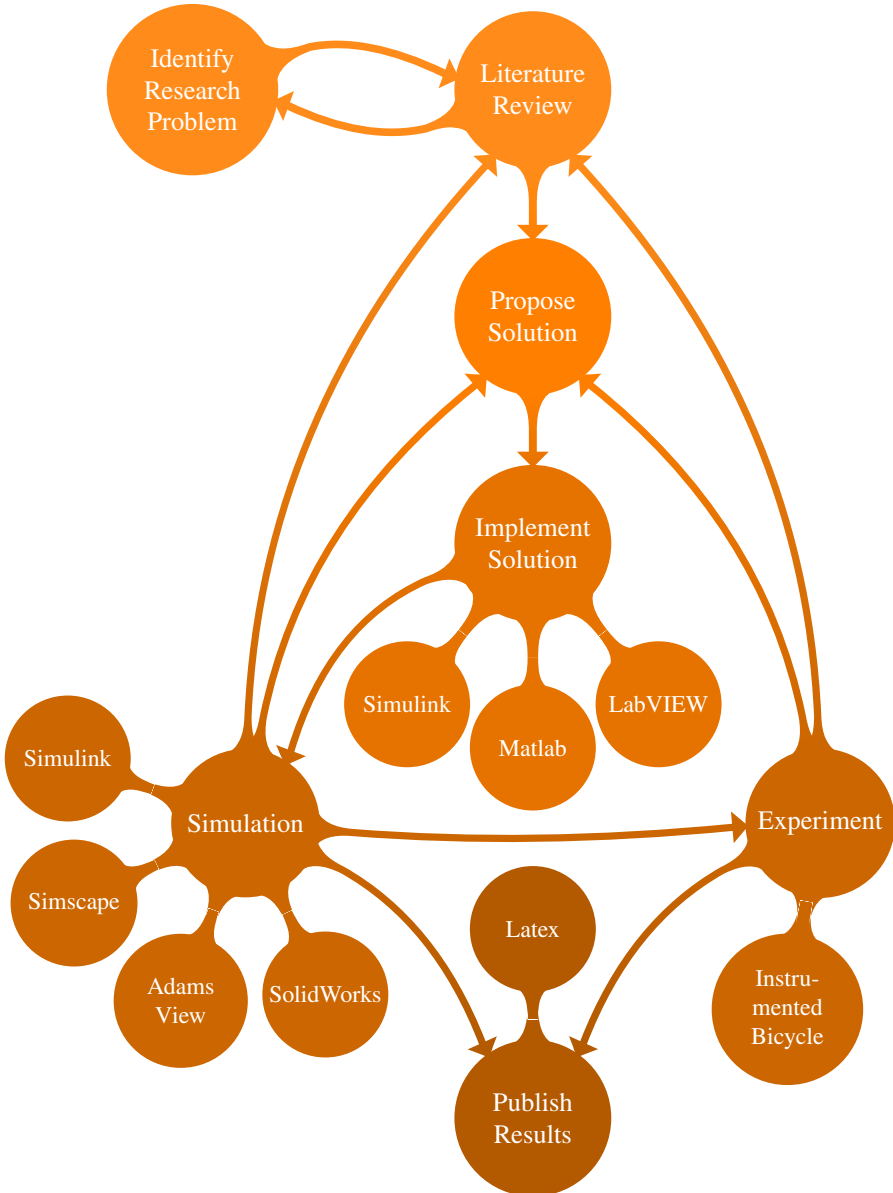 Identify
Research
Problem
Literature
Review
Propose
Solution
Implement
Solution
Simulink
Matlab
LabVIEW
Simulink
Simulation
Experiment
Simscape
Adams
View
SolidWorks
Latex
Instru-
mented
Bicycle
Publish
Results